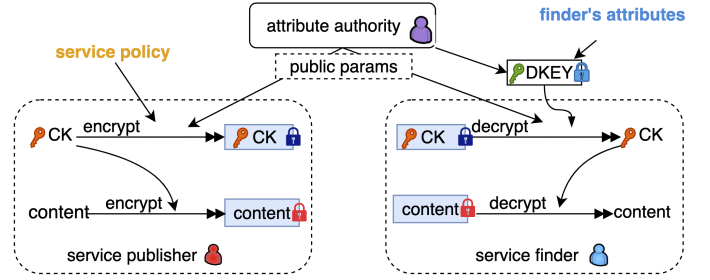 attribute authority
finder's attributes
service policy
public params
DKEY
CK
encrypt
CK
CK
decrypt
CK
content
encrypt
content
content
decrypt
content
service publisher
service finder